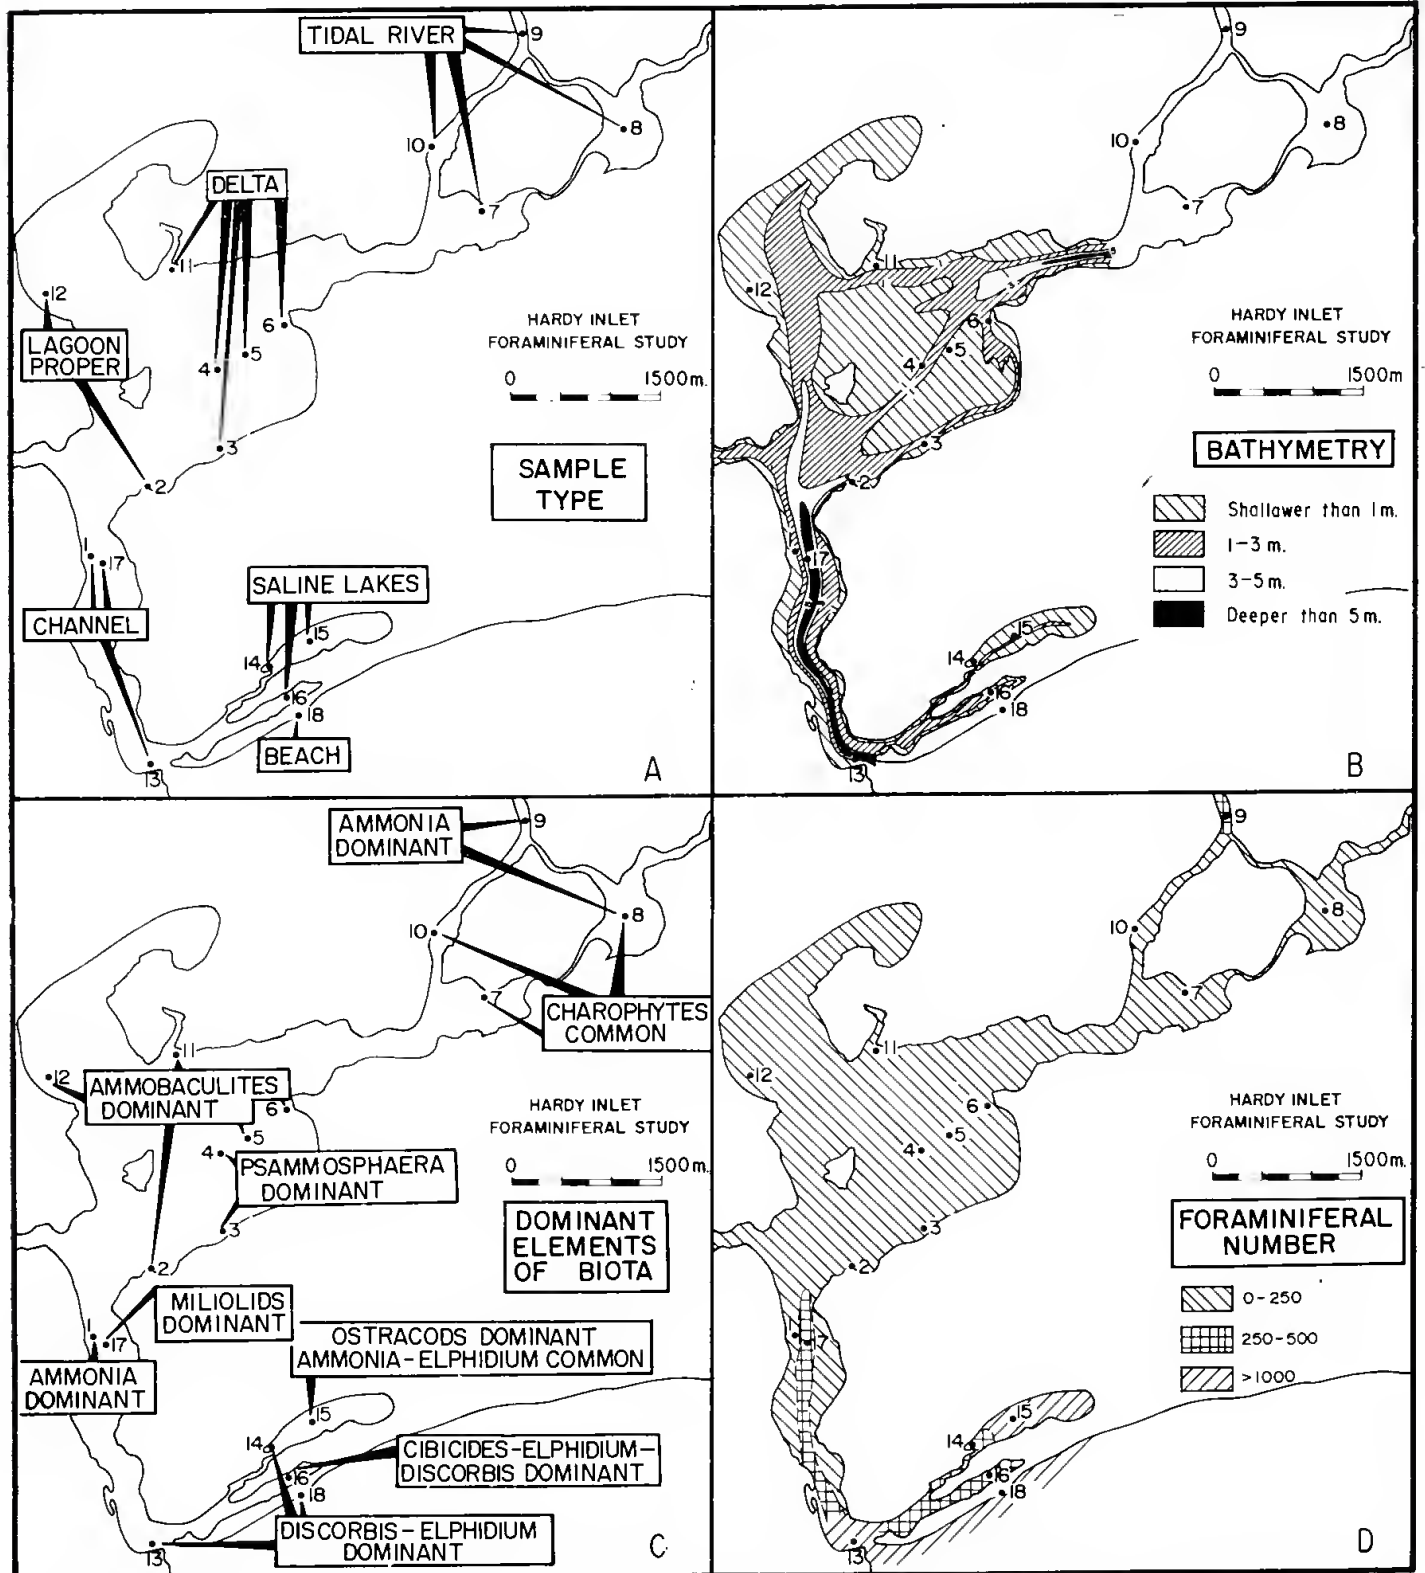 TIDAL RIVER
9
8
10
7
DELTA
11
12
6
5
4
LAGOON
PROPER
3
2
HARDY INLET
FORAMINIFERAL STUDY
0 1500m.
SAMPLE
TYPE
1
17
CHANNEL
SALINE LAKES
15
14
16
18
BEACH
13
A
9
8
10
7
11
12
6
5
4
3
2
HARDY INLET
FORAMINIFERAL STUDY
0 1500m
BATHYMETRY
Shallawer than 1m.
1-3 m.
3-5m.
Deeper than 5m.
17
15
14
16
18
13
B
AMMONIA
DOMINANT
9
8
10
7
CHAROPHYTES
COMMON
11
12
AMMOBACULITES
DOMINANT
6
5
4
PSAMMOSPHAERA
DOMINANT
3
2
HARDY INLET
FORAMINIFERAL STUDY
0 1500m.
DOMINANT
ELEMENTS
OF BIOTA
MILIOLIDS
DOMINANT
1
17
AMMONIA
DOMINANT
OSTRACODS DOMINANT
AMMONIA-ELPHIDIUM COMMON
15
14
CIBICIDES-ELPHIDIUM-
DISCORBIS DOMINANT
16
18
DISCORBIS-ELPHIDIUM
DOMINANT
13
C
9
8
10
7
11
12
6
5
4
3
2
HARDY INLET
FORAMINIFERAL STUDY
0 1500m.
FORAMINIFERAL
NUMBER
0-250
250-500
>1000
17
15
14
16
18
13
D